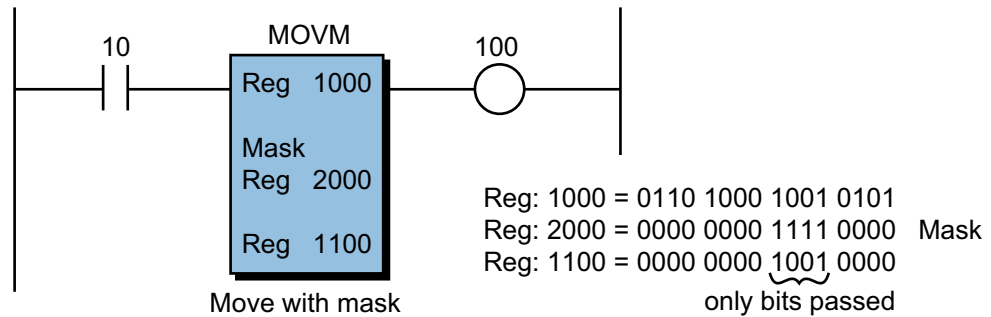 10
MOVM
100
Reg 1000
Mask
Reg 2000
Reg 1100
Move with mask
Reg: 1000 = 0110 1000 1001 0101
Reg: 2000 = 0000 0000 1111 0000 Mask
Reg: 1100 = 0000 0000 1001 0000
only bits passed